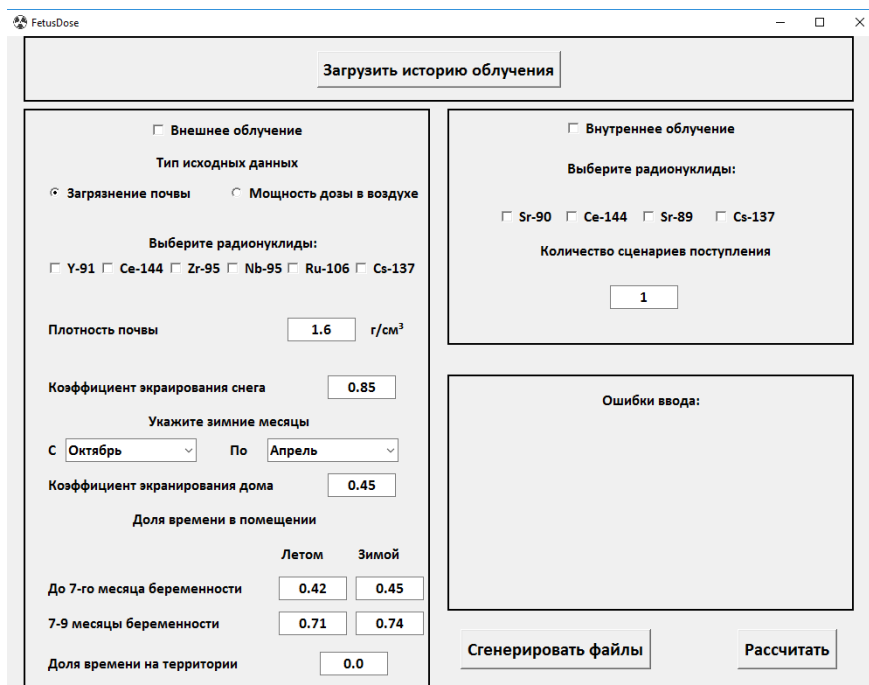 FetusDose
Загрузить историю облучения
Внешнее облучение
Тип исходных данных
Загрязнение почвы Мощность дозы в воздухе
Выберите радионуклиды:
Y-91 Ce-144 Zr-95 Nb-95 Ru-106 Cs-137
Плотность почвы 1.6 г/см³
Коэффициент экраирования снега 0.85
Укажите зимние месяцы
С Октябрь По Апрель
Коэффициент экранирования дома 0.45
Доля времени в помещении
Летом Зимой
До 7-го месяца беременности 0.42 0.45
7-9 месяцы беременности 0.71 0.74
Доля времени на территории 0.0
Внутреннее облучение
Выберите радионуклиды:
Sr-90 Ce-144 Sr-89 Cs-137
Количество сценариев поступления
1
Ошибки ввода:
Сгенерировать файлы Рассчитать